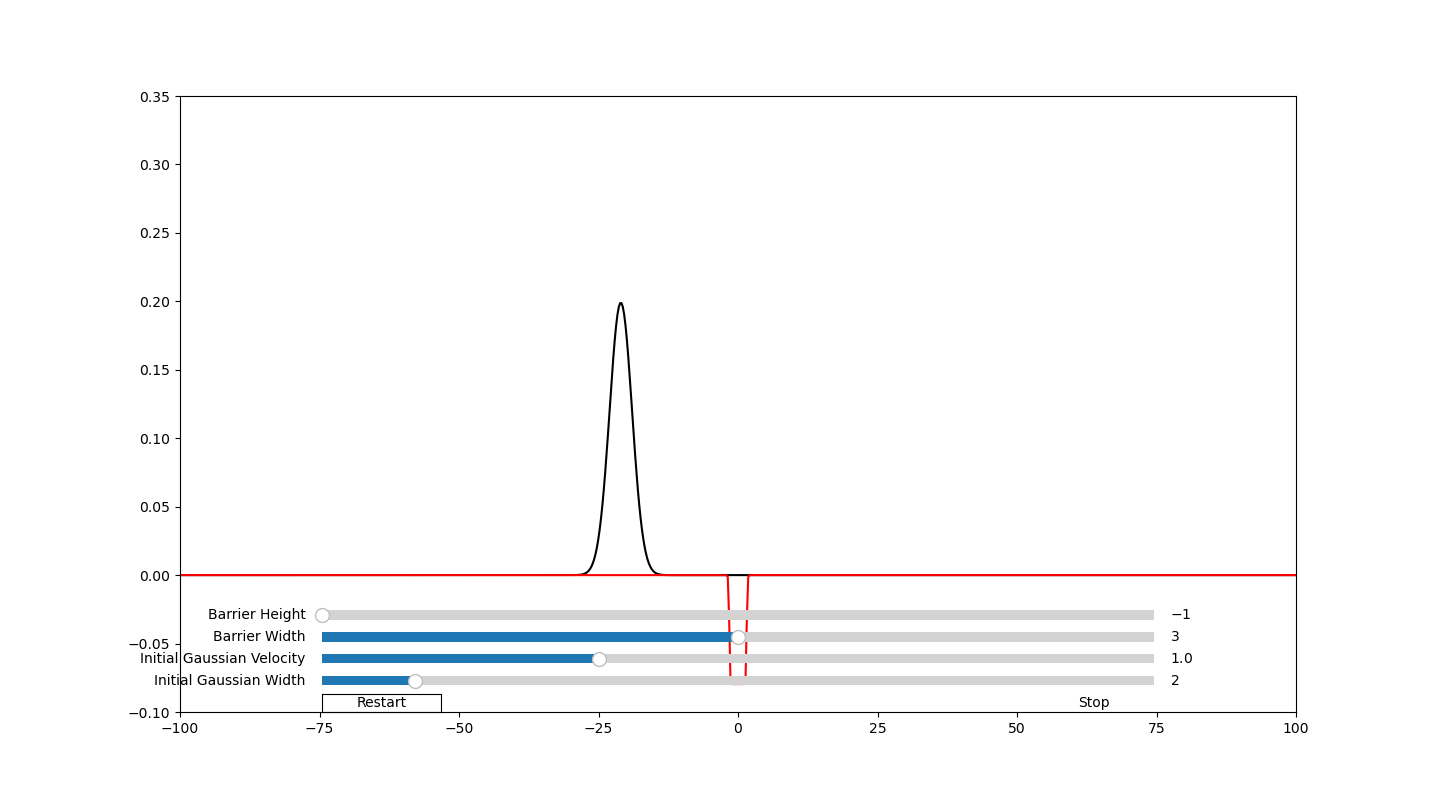 0.35
0.30
0.25
0.20
0.15
0.10
0.05
0.00
Barrier Height −1
Barrier Width 3
−0.05
Initial Gaussian Velocity 1.0
Initial Gaussian Width 2
Restart Stop
−0.10
−100 −75 −50 −25 0 25 50 75 100